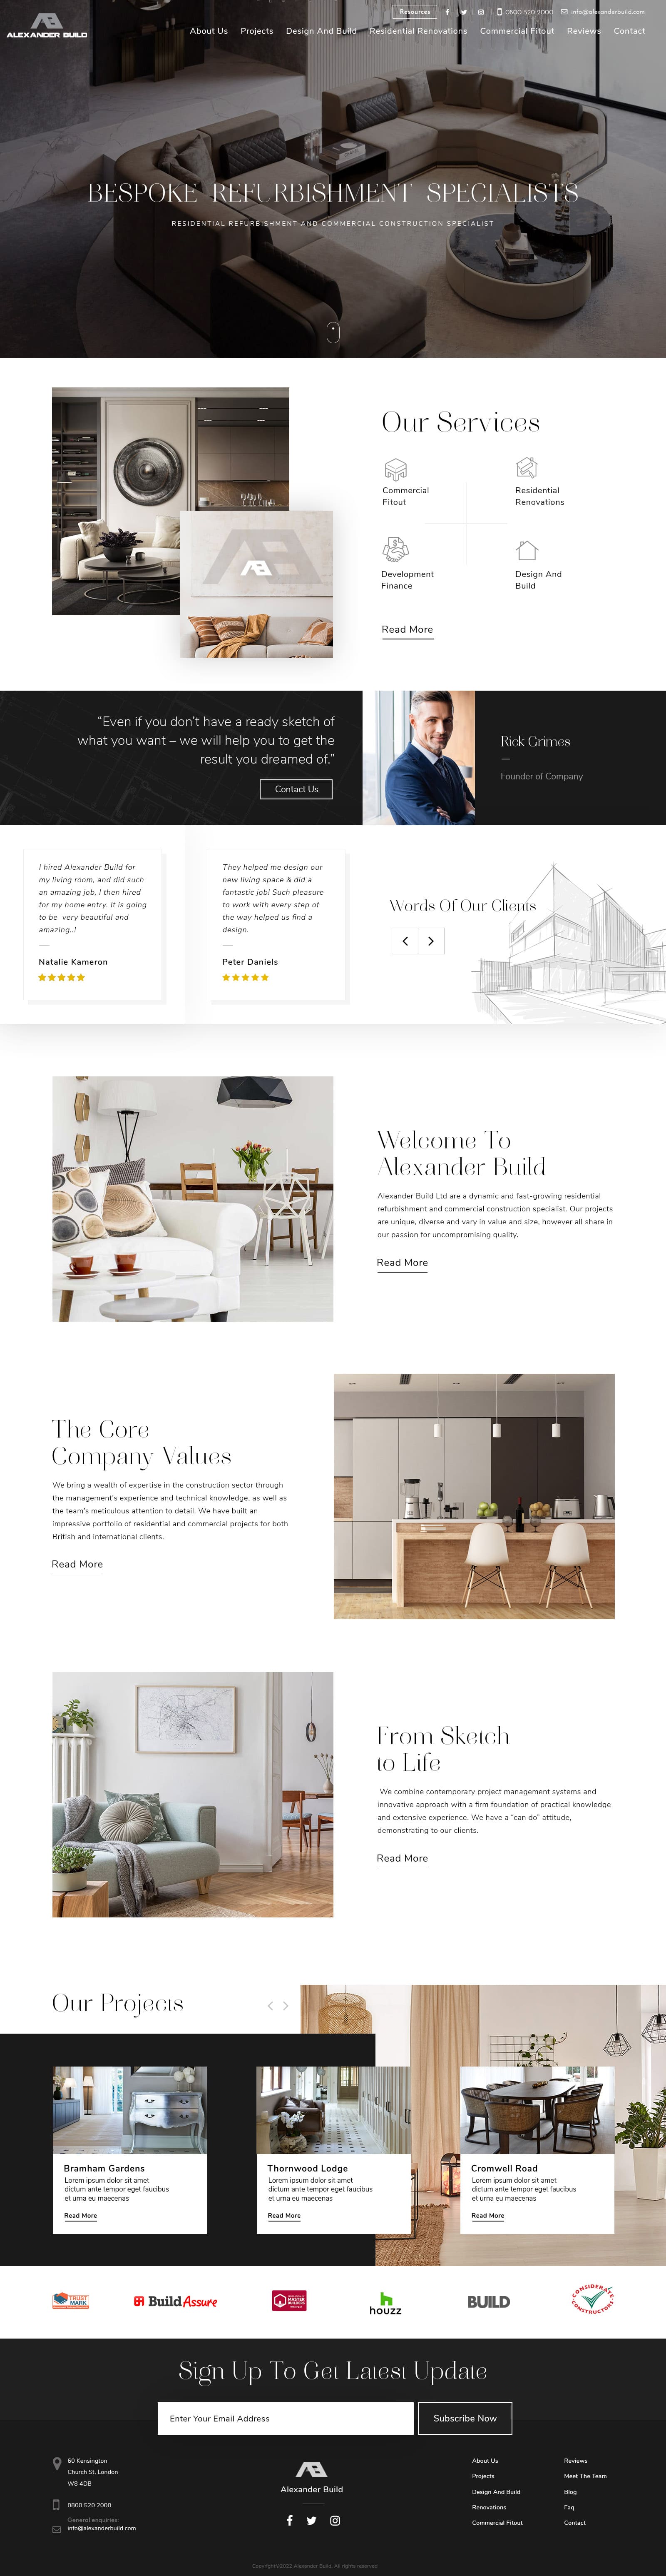 Resources
0800 520 2000
info@alexanderbuild.com
ALEXANDER BUILD
About Us
Projects
Design And Build
Residential Renovations
Commercial Fitout
Reviews
Contact
BESPOKE REFURBISHMENT SPECIALISTS
RESIDENTIAL REFURBISHMENT AND COMMERCIAL CONSTRUCTION SPECIALIST
Our Services
Commercial
Fitout
Residential
Renovations
Development
Finance
Design And
Build
Read More
“Even if you don’t have a ready sketch of
what you want – we will help you to get the
result you dreamed of.”
Contact Us
Rick Grimes
Founder of Company
I hired Alexander Build for
my living room, and did such
an amazing job, I then hired
for my home entry. It is going
to be very beautiful and
amazing..!
Natalie Kameron
They helped me design our
new living space & did a
fantastic job! Such pleasure
to work with every step of
the way helped us find a
design.
Peter Daniels
Words Of Our Clients
Welcome To
Alexander Build
Alexander Build Ltd are a dynamic and fast-growing residential
refurbishment and commercial construction specialist. Our projects
are unique, diverse and vary in value and size, however all share in
our passion for uncompromising quality.
Read More
The Core
Company Values
We bring a wealth of expertise in the construction sector through
the management’s experience and technical knowledge, as well as
the team’s meticulous attention to detail. We have built an
impressive portfolio of residential and commercial projects for both
British and international clients.
Read More
From Sketch
to Life
We combine contemporary project management systems and
innovative approach with a firm foundation of practical knowledge
and extensive experience. We have a “can do” attitude,
demonstrating to our clients.
Read More
Our Projects
Bramham Gardens
Lorem ipsum dolor sit amet
dictum ante tempor eget faucibus
et urna eu maecenas
Read More
Thornwood Lodge
Lorem ipsum dolor sit amet
dictum ante tempor eget faucibus
et urna eu maecenas
Read More
Cromwell Road
Lorem ipsum dolor sit amet
dictum ante tempor eget faucibus
et urna eu maecenas
Read More
TRUST
MARK
Build Assure
MASTER
BUILDERS
houzz
BUILD
CONSIDERATE
CONSTRUCTORS
Sign Up To Get Latest Update
Enter Your Email Address
Subscribe Now
60 Kensington
Church St, London
W8 4DB
0800 520 2000
General enquiries:
info@alexanderbuild.com
Alexander Build
About Us
Projects
Design And Build
Renovations
Commercial Fitout
Reviews
Meet The Team
Blog
Faq
Contact
Copyright©2022 Alexander Build. All rights reserved